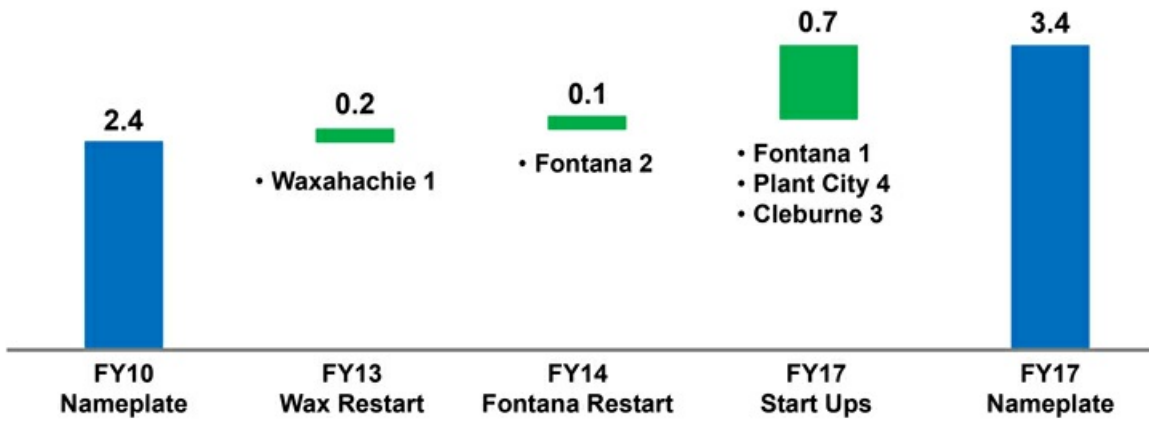 2.4
0.2
• Waxahachie 1
0.1
• Fontana 2
0.7
• Fontana 1
• Plant City 4
• Cleburne 3
3.4
FY10
Nameplate
FY13
Wax Restart
FY14
Fontana Restart
FY17
Start Ups
FY17
Nameplate